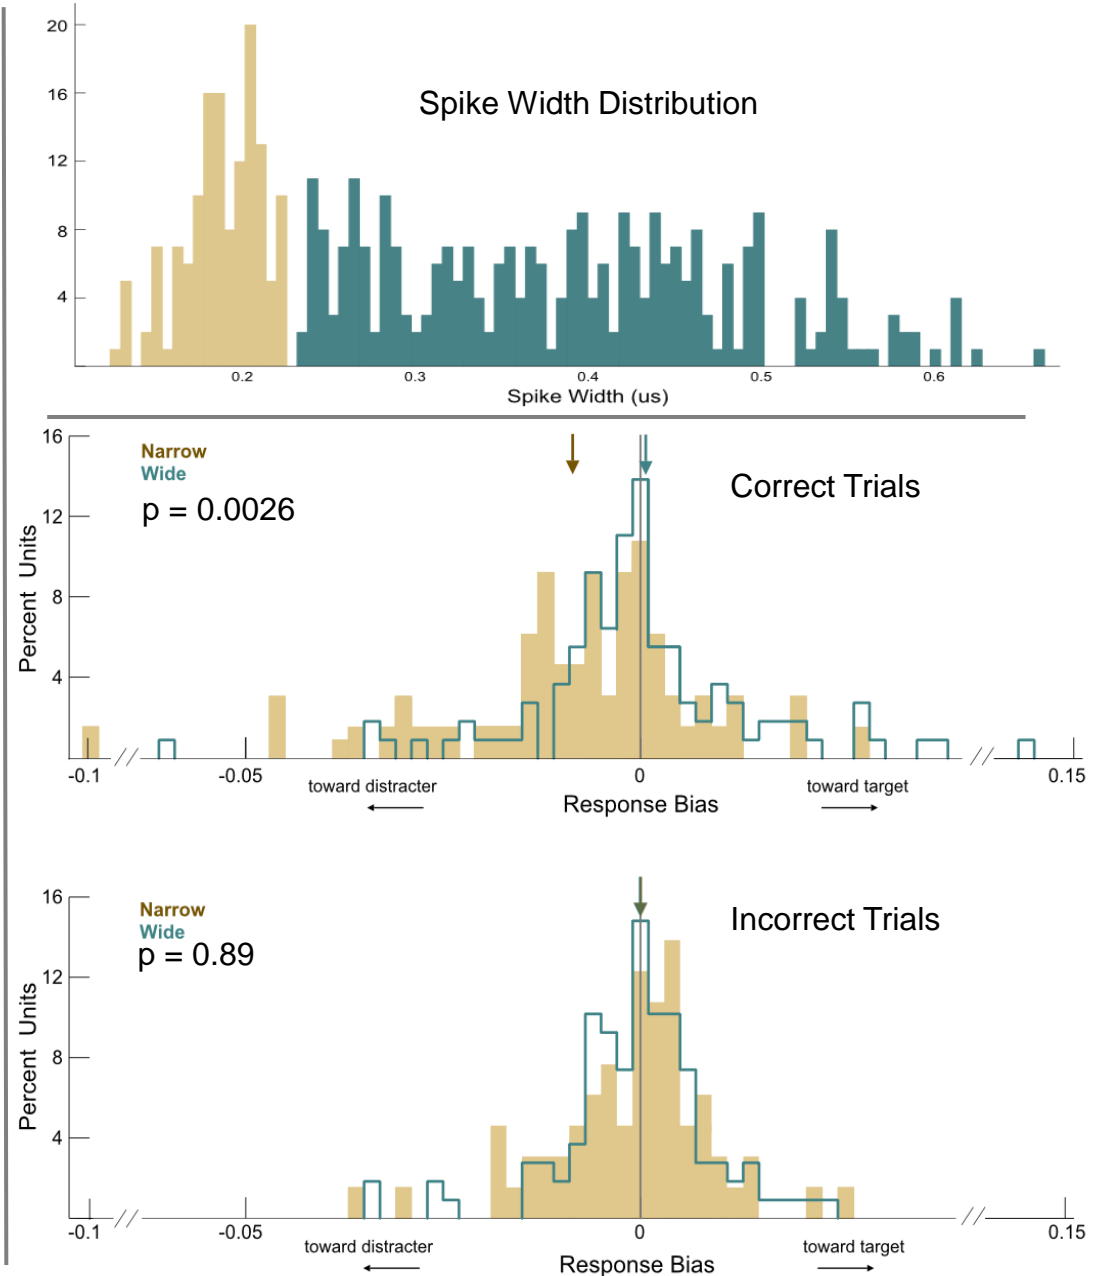 20
16
Spike Width Distribution
12
8
4
0.2 0.3 0.4 0.5 0.6
Spike Width (us)
16
Narrow
Wide
Correct Trials
p = 0.0026
12
Percent Units
8
4
-0.1 -0.05 0 0.15
toward distracter toward target
Response Bias
16
Narrow
Incorrect Trials
Wide
p = 0.89
12
Percent Units
8
4
-0.1 -0.05 0 0.15
toward distracter toward target
Response Bias